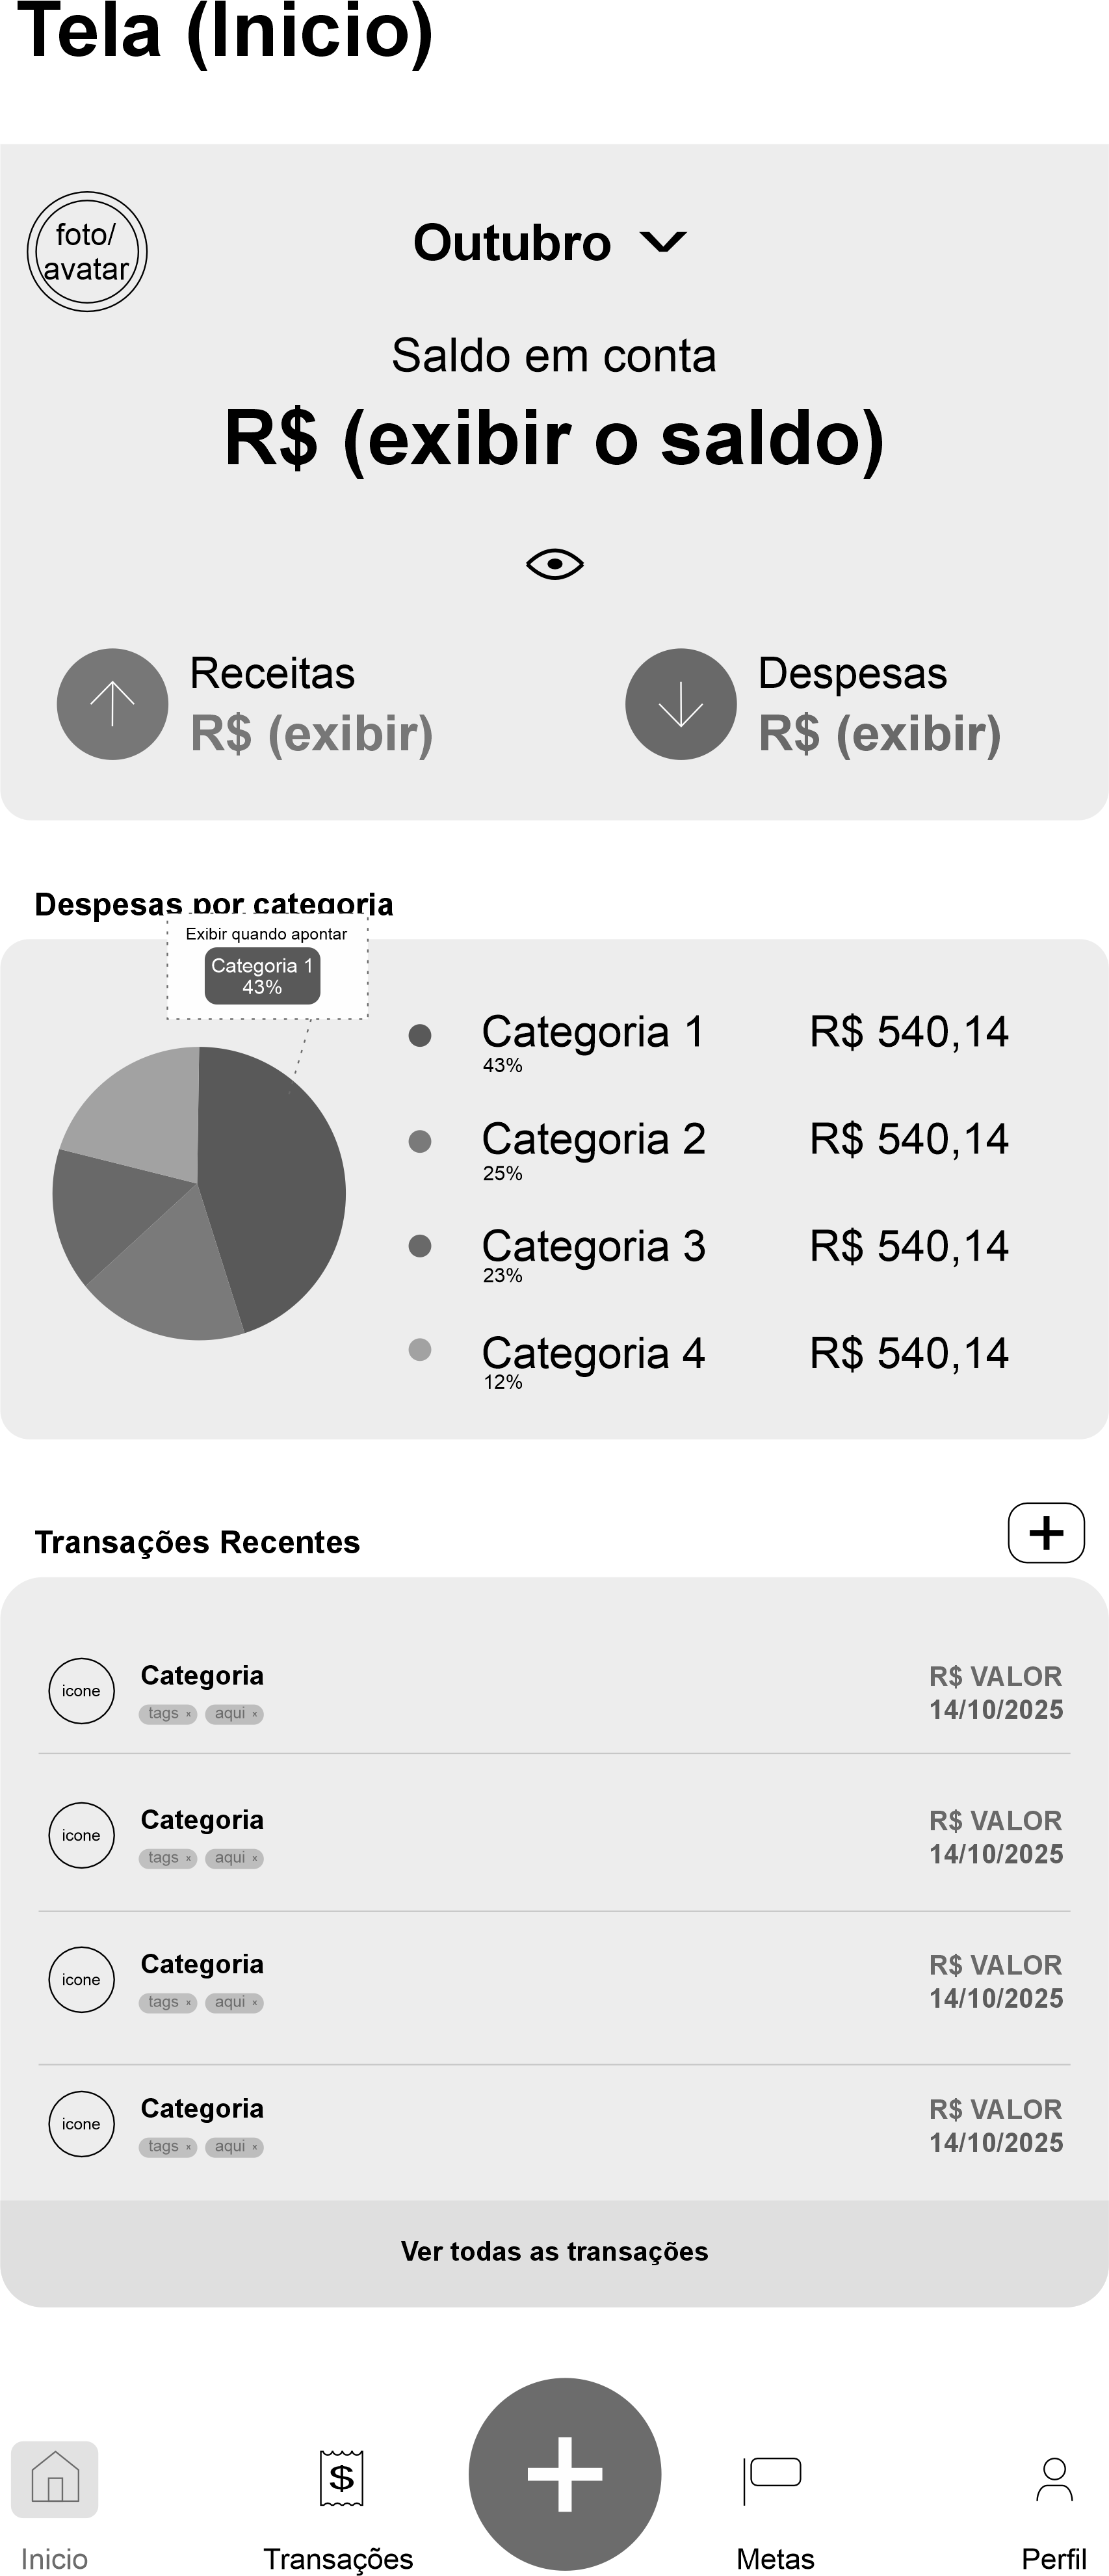 Tela (Inicio)
foto/
avatar
Outubro
Saldo em conta
R$ (exibir o saldo)
Receitas
R$ (exibir)
Despesas
R$ (exibir)
Despesas por categoria
Exibir quando apontar
Categoria 1
43%
Categoria 1 R$ 540,14
43%
Categoria 2 R$ 540,14
25%
Categoria 3 R$ 540,14
23%
Categoria 4 R$ 540,14
12%
Transações Recentes
+
icone
Categoria
tags x aqui x
R$ VALOR
14/10/2025
icone
Categoria
tags x aqui x
R$ VALOR
14/10/2025
icone
Categoria
tags x aqui x
R$ VALOR
14/10/2025
icone
Categoria
tags x aqui x
R$ VALOR
14/10/2025
Ver todas as transações
$
+
Inicio Transações Metas Perfil